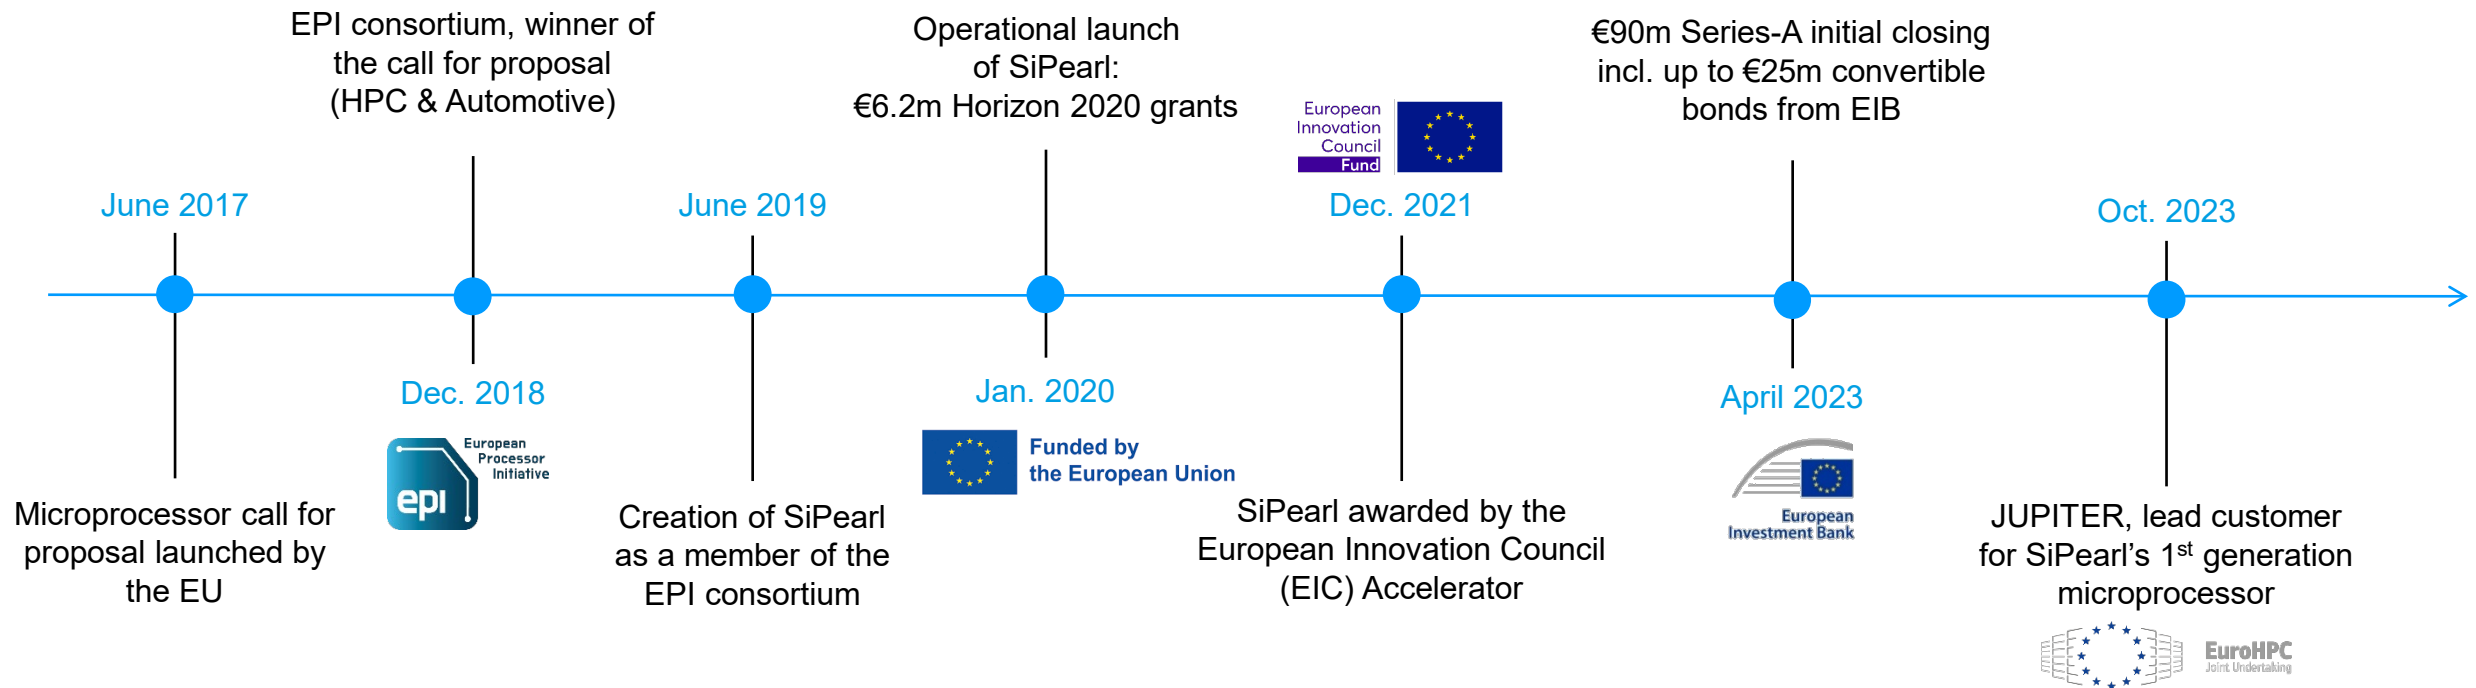 June 2017
Microprocessor call for
proposal launched by
the EU
EPI consortium, winner of
the call for proposal
(HPC & Automotive)
Dec. 2018
European
Processor
Initiative
epi
June 2019
Creation of SiPearl
as a member of the
EPI consortium
Operational launch
of SiPearl:
€6.2m Horizon 2020 grants
Jan. 2020
Funded by
the European Union
European
Innovation
Council
Fund
Dec. 2021
SiPearl awarded by the
European Innovation Council
(EIC) Accelerator
€90m Series-A initial closing
incl. up to €25m convertible
bonds from EIB
April 2023
European
Investment Bank
Oct. 2023
JUPITER, lead customer
for SiPearl’s 1st generation
microprocessor
EuroHPC
Joint Undertaking